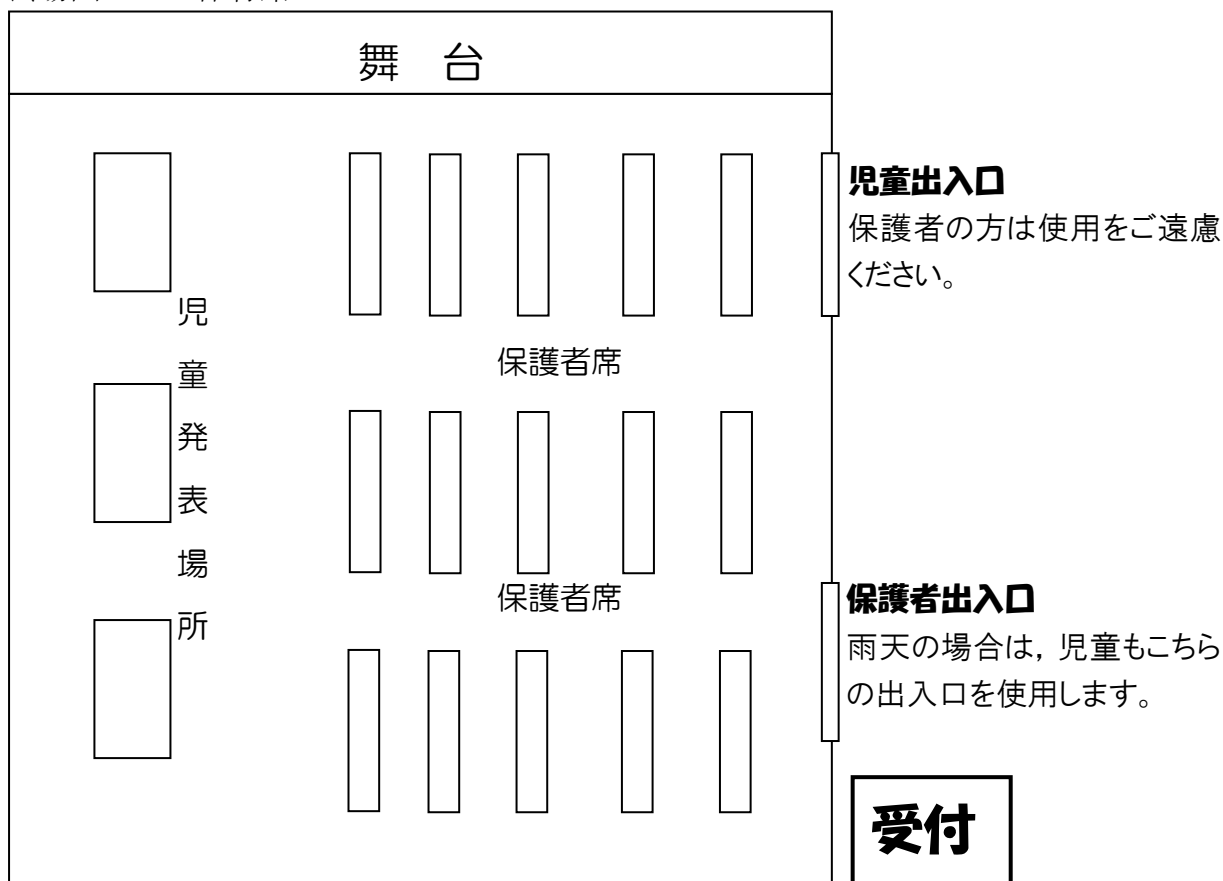 舞 台
児童出入口
保護者の方は使用をご遠慮
ください。
児童発表場所
保護者席
保護者席
保護者出入口
雨天の場合は，児童もこちら
の出入口を使用します。
受付